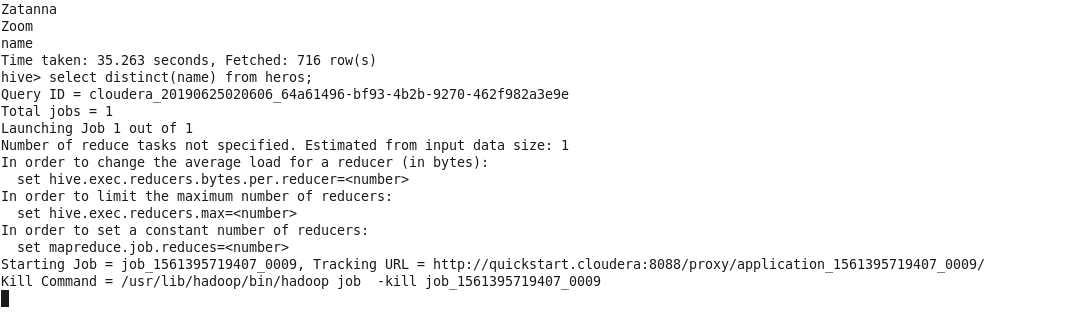 Zatanna
Zoom
name
Time taken: 35.263 seconds, Fetched: 716 row(s)
hive> select distinct(name) from heros;
Query ID = cloudera_20190625020606_64a61496-bf93-4b2b-9270-462f982a3e9e
Total jobs = 1
Launching Job 1 out of 1
Number of reduce tasks not specified. Estimated from input data size: 1
In order to change the average load for a reducer (in bytes):
  set hive.exec.reducers.bytes.per.reducer=<number>
In order to limit the maximum number of reducers:
  set hive.exec.reducers.max=<number>
In order to set a constant number of reducers:
  set mapreduce.job.reduces=<number>
Starting Job = job_1561395719407_0009, Tracking URL = http://quickstart.cloudera:8088/proxy/application_1561395719407_0009/
Kill Command = /usr/lib/hadoop/bin/hadoop job  -kill job_1561395719407_0009